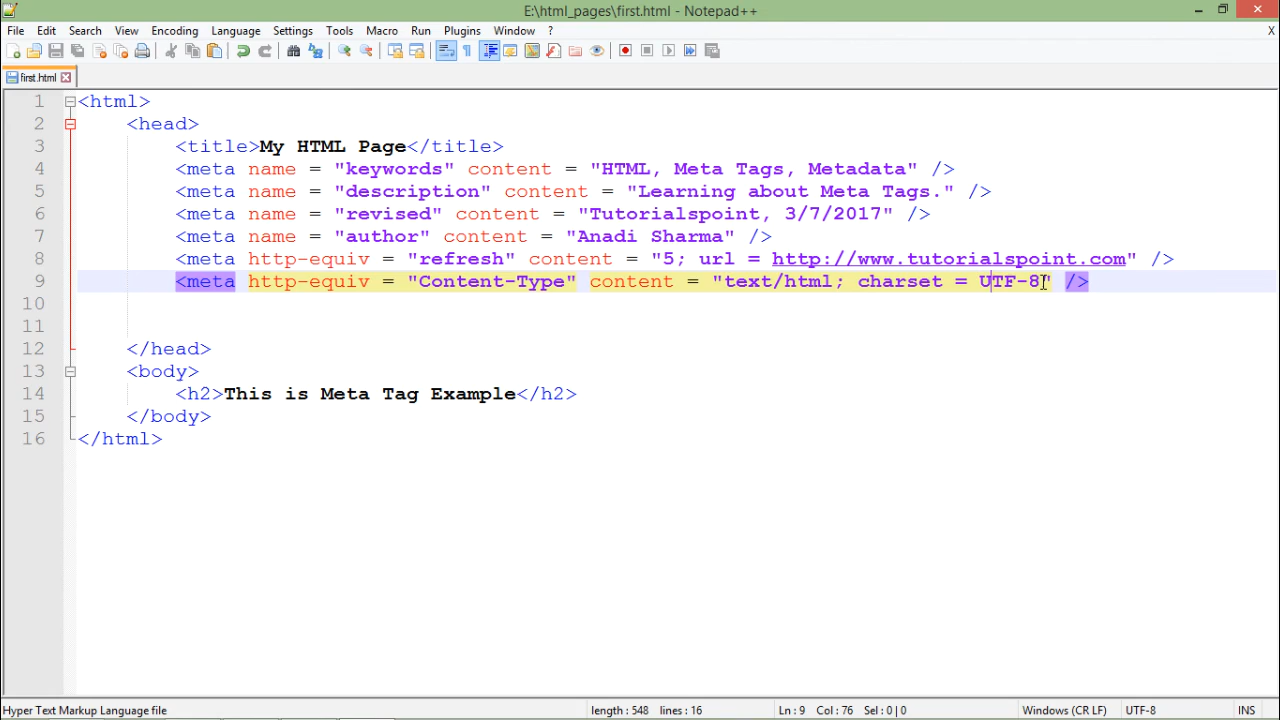 E:\html_pages\first.html - Notepad++
File Edit Search View Encoding Language Settings Tools Macro Run Plugins Window ? X
first.html
1 <html>
2 <head>
3 <title>My HTML Page</title>
4 <meta name = "keywords" content = "HTML, Meta Tags, Metadata" />
5 <meta name = "description" content = "Learning about Meta Tags." />
6 <meta name = "revised" content = "Tutorialspoint, 3/7/2017" />
7 <meta name = "author" content = "Anadi Sharma" />
8 <meta http-equiv = "refresh" content = "5; url = http://www.tutorialspoint.com" />
9 <meta http-equiv = "Content-Type" content = "text/html; charset = UTF-8" />
10
11
12 </head>
13 <body>
14 <h2>This is Meta Tag Example</h2>
15 </body>
16 </html>
Hyper Text Markup Language file length : 548 lines : 16 Ln : 9 Col : 76 Sel : 0 | 0 Windows (CR LF) UTF-8 INS